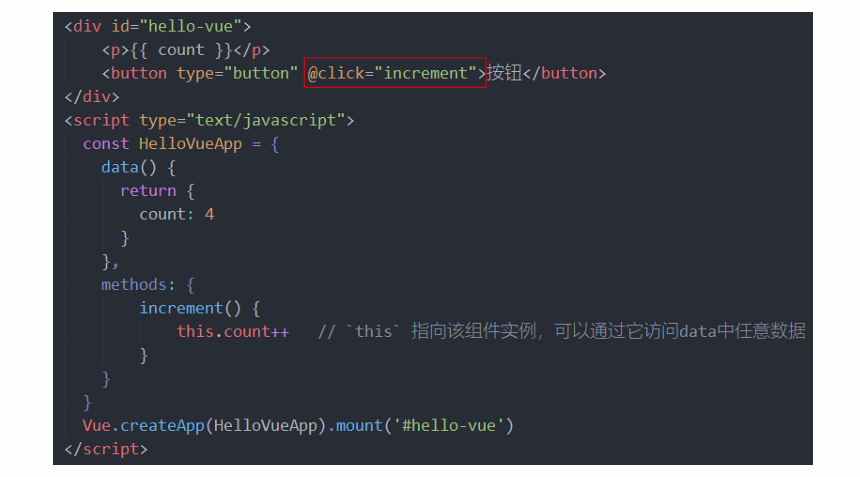 <div id="hello-vue">
<p>{{ count }}</p>
<button type="button" @click="increment">按钮</button>
</div>
<script type="text/javascript">
const HelloVueApp = {
data() {
return {
count: 4
}
},
methods: {
increment() {
this.count++ // `this` 指向该组件实例，可以通过它访问data中任意数据
}
}
}
Vue.createApp(HelloVueApp).mount('#hello-vue')
</script>